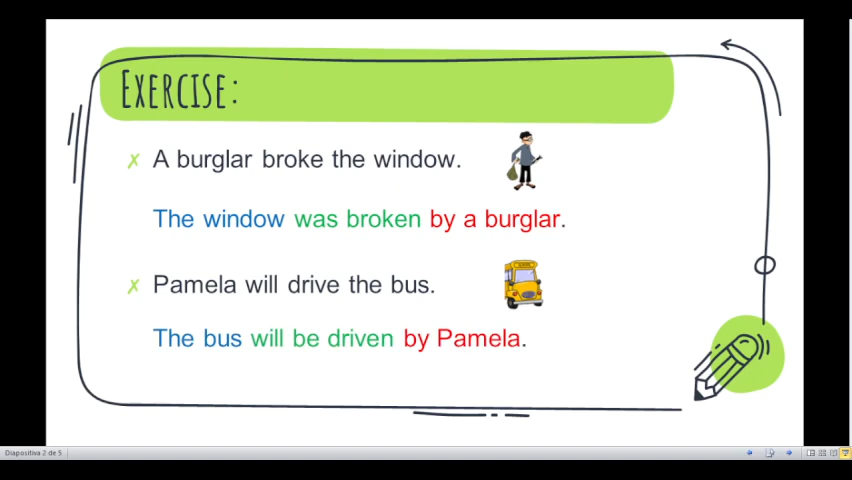 Exercise:
✗ A burglar broke the window.
The window was broken by a burglar.
✗ Pamela will drive the bus.
The bus will be driven by Pamela.
Diapositiva 2 de 5